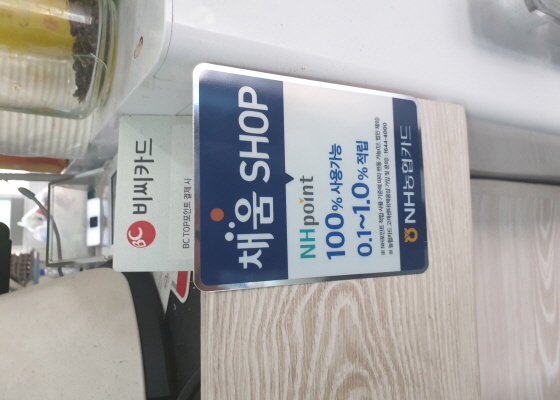 채움 SHOP
NHpoint
100% 사용가능
0.1~1.0% 적립
NH농협카드
BC 비씨카드
BC TOP포인트 결제 시